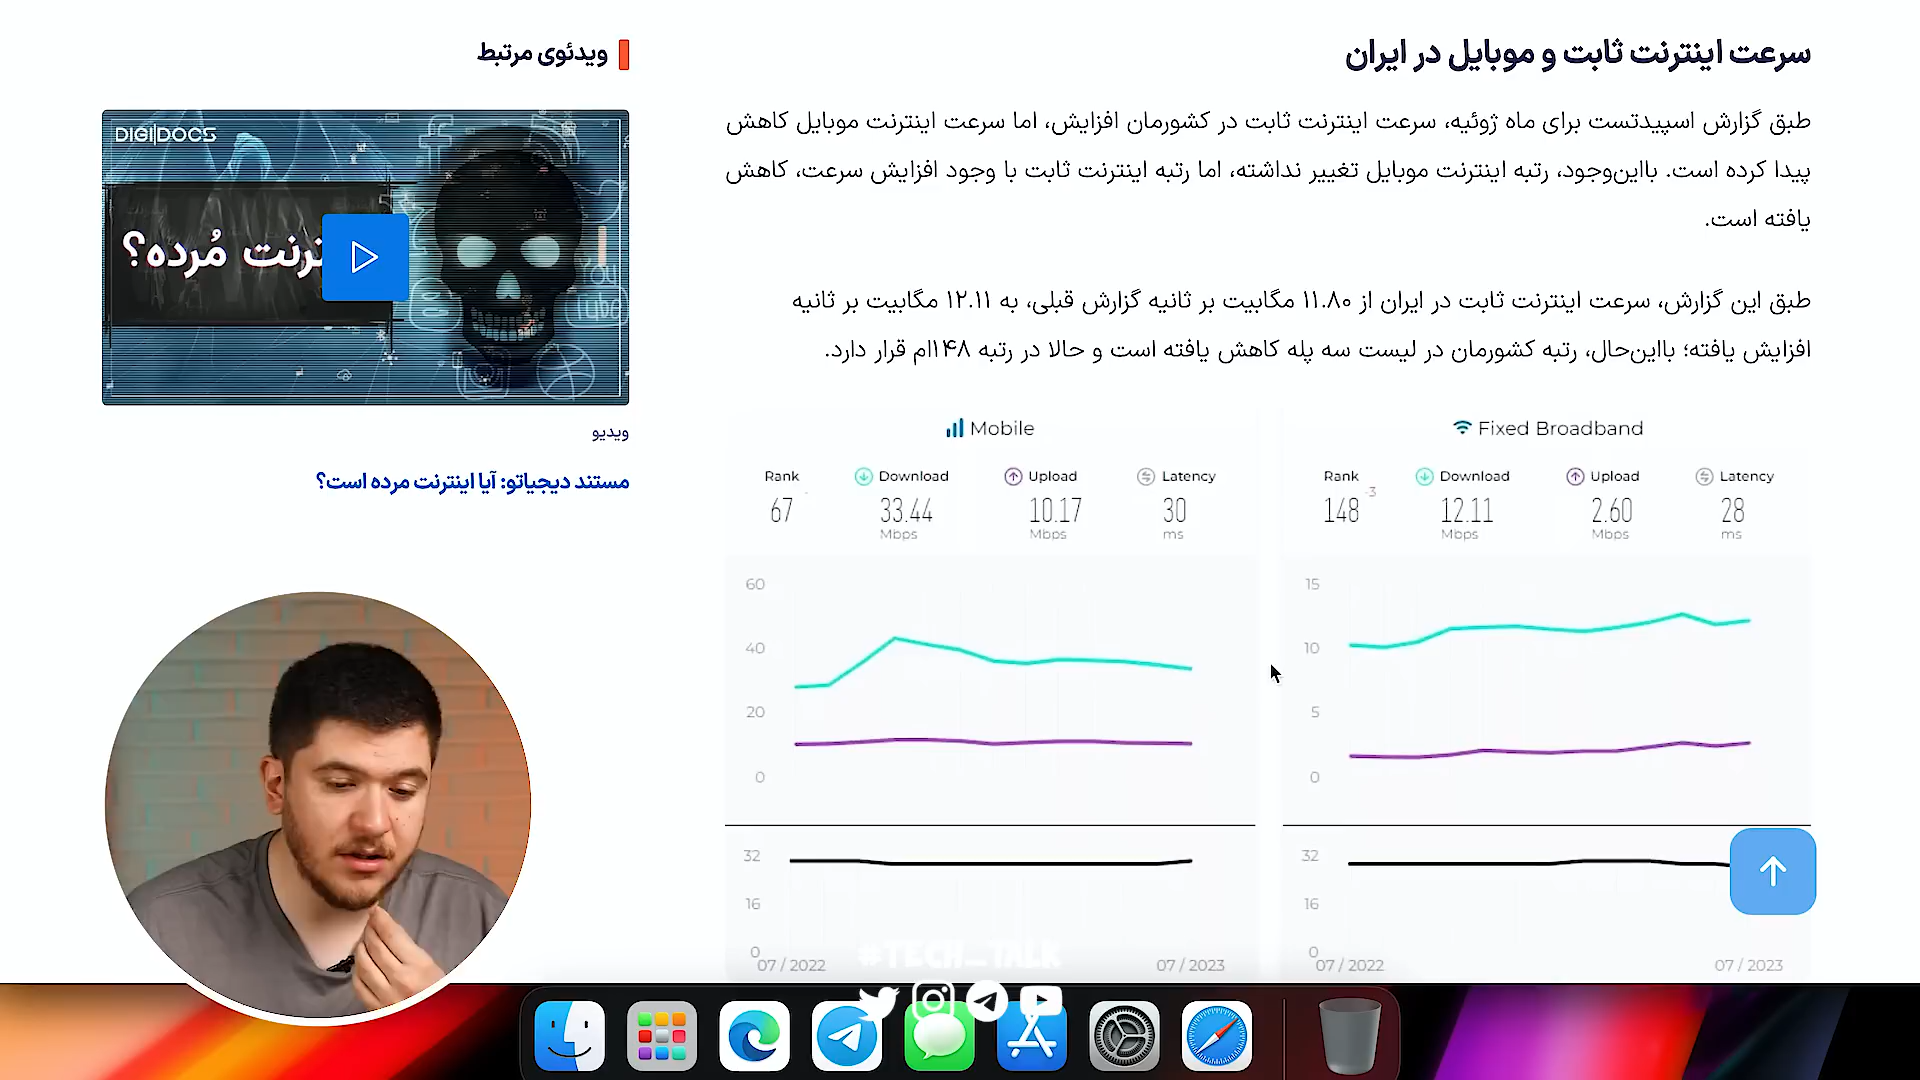 سرعت اینترنت ثابت و موبایل در ایران
طبق گزارش اسپیدتست برای ماه ژوئیه، سرعت اینترنت ثابت در کشورمان افزایش، اما سرعت اینترنت موبایل کاهش
پیدا کرده است. بااین‌وجود، رتبه اینترنت موبایل تغییر نداشته، اما رتبه اینترنت ثابت با وجود افزایش سرعت، کاهش
یافته است.
طبق این گزارش، سرعت اینترنت ثابت در ایران از ۱۱.۸۰ مگابیت بر ثانیه گزارش قبلی، به ۱۲.۱۱ مگابیت بر ثانیه
افزایش یافته؛ بااین‌حال، رتبه کشورمان در لیست سه پله کاهش یافته است و حالا در رتبه ۱۴۸ام قرار دارد.
ویدئوی مرتبط
DIGIDOCS
نرنت مُرده؟
You
Tube
ویدیو
مستند دیجیاتو: آیا اینترنت مرده است؟
Mobile
Rank Download Upload Latency
67 33.44 10.17 30
Mbps Mbps ms
60
40
20
0
32
16
0
07 / 2022 07 / 2023
Fixed Broadband
Rank Download Upload Latency
148 -3 12.11 2.60 28
Mbps Mbps ms
15
10
5
0
32
16
0
07 / 2022 07 / 2023
#TECH_TALK